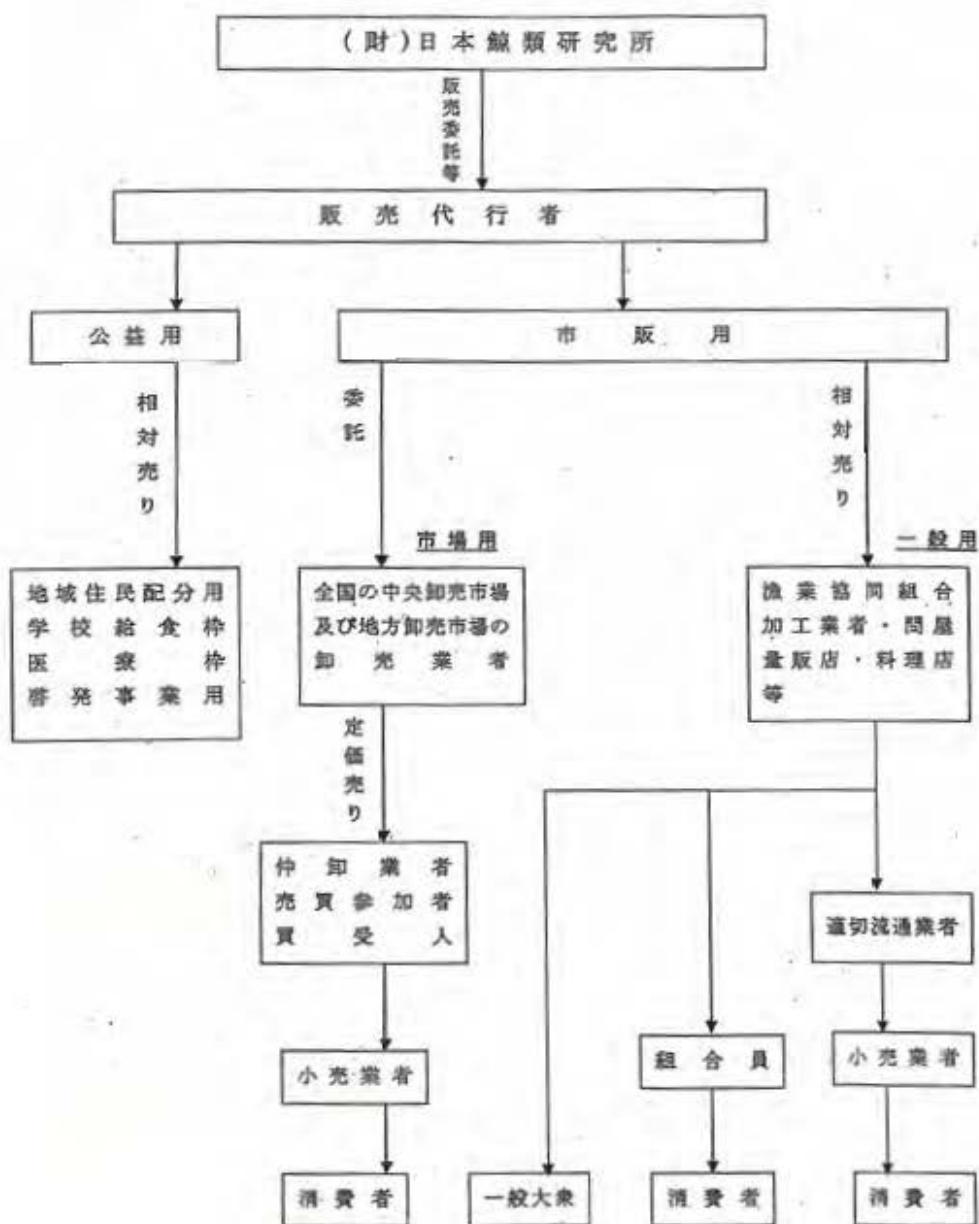 (財)日本鯨類研究所
販売委託等
販売代行者
公益用
市販用
相対売り
委託
相対売り
市場用
一般用
地域住民配分用
学校給食枠
医療枠
啓発事業用
全国の中央卸売市場
及び地方卸売市場の
卸売業者
漁業協同組合
加工業者・問屋
量販店・料理店
等
定価売り
仲卸業者
売買参加者
買受人
適切流通業者
小売業者
組合員
小売業者
消費者
一般大衆
消費者
消費者